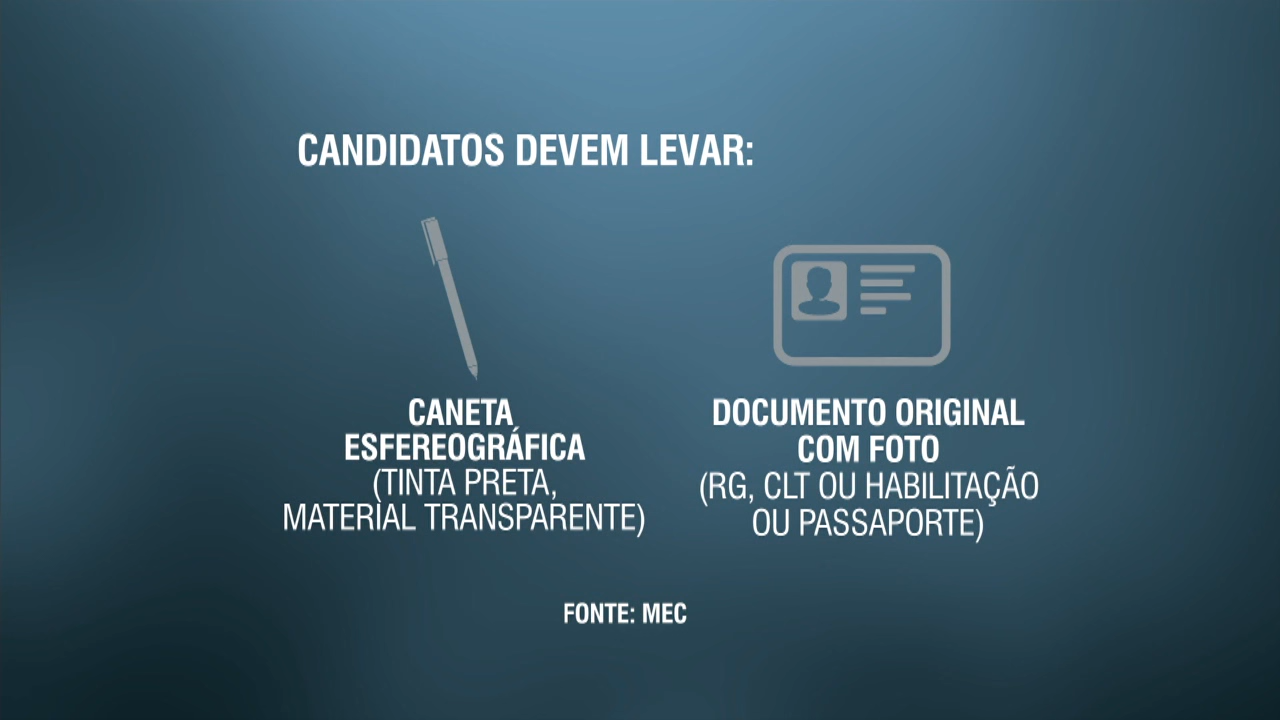 CANDIDATOS DEVEM LEVAR:
CANETA
ESFEREOGRÁFICA
(TINTA PRETA,
MATERIAL TRANSPARENTE)
DOCUMENTO ORIGINAL
COM FOTO
(RG, CLT OU HABILITAÇÃO
OU PASSAPORTE)
FONTE: MEC